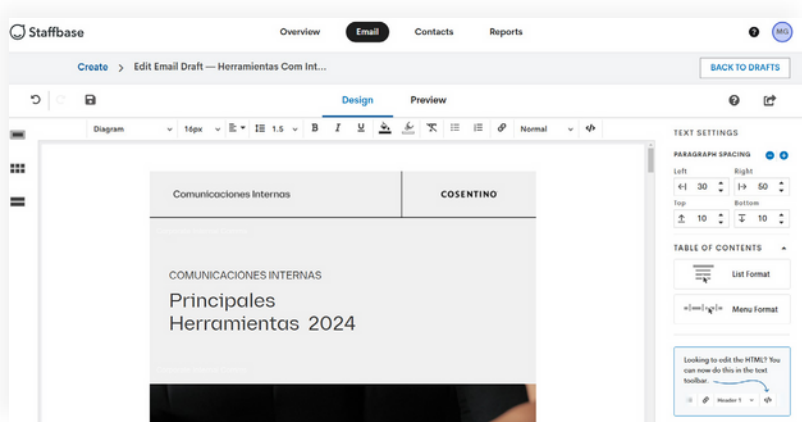 Staffbase
Overview Email Contacts Reports
? MG
Create > Edit Email Draft — Herramientas Com Int...
BACK TO DRAFTS
Design Preview
?
Diagram 16px 1.5 B I U Normal </>
TEXT SETTINGS
PARAGRAPH SPACING
Left Right
30 50
Top Bottom
10 10
TABLE OF CONTENTS
List Format
Menu Format
Looking to edit the HTML? You
can now do this in the text
toolbar.
Header 1 </>
Comunicaciones Internas
COSENTINO
COMUNICACIONES INTERNAS
Principales
Herramientas 2024